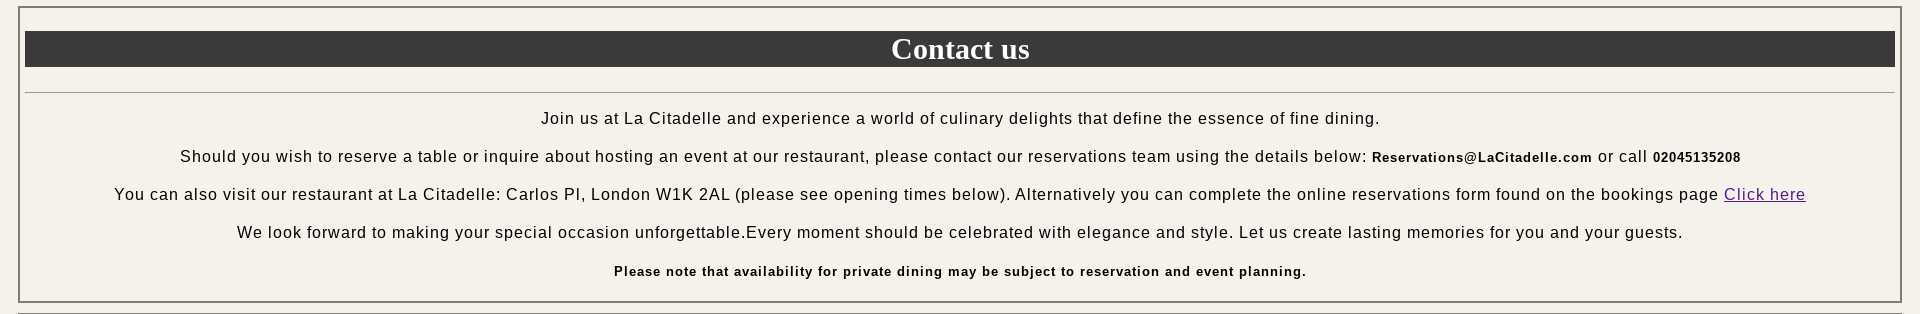 Contact us
Join us at La Citadelle and experience a world of culinary delights that define the essence of fine dining.
Should you wish to reserve a table or inquire about hosting an event at our restaurant, please contact our reservations team using the details below: Reservations@LaCitadelle.com or call 02045135208
You can also visit our restaurant at La Citadelle: Carlos Pl, London W1K 2AL (please see opening times below). Alternatively you can complete the online reservations form found on the bookings page Click here
We look forward to making your special occasion unforgettable.Every moment should be celebrated with elegance and style. Let us create lasting memories for you and your guests.
Please note that availability for private dining may be subject to reservation and event planning.